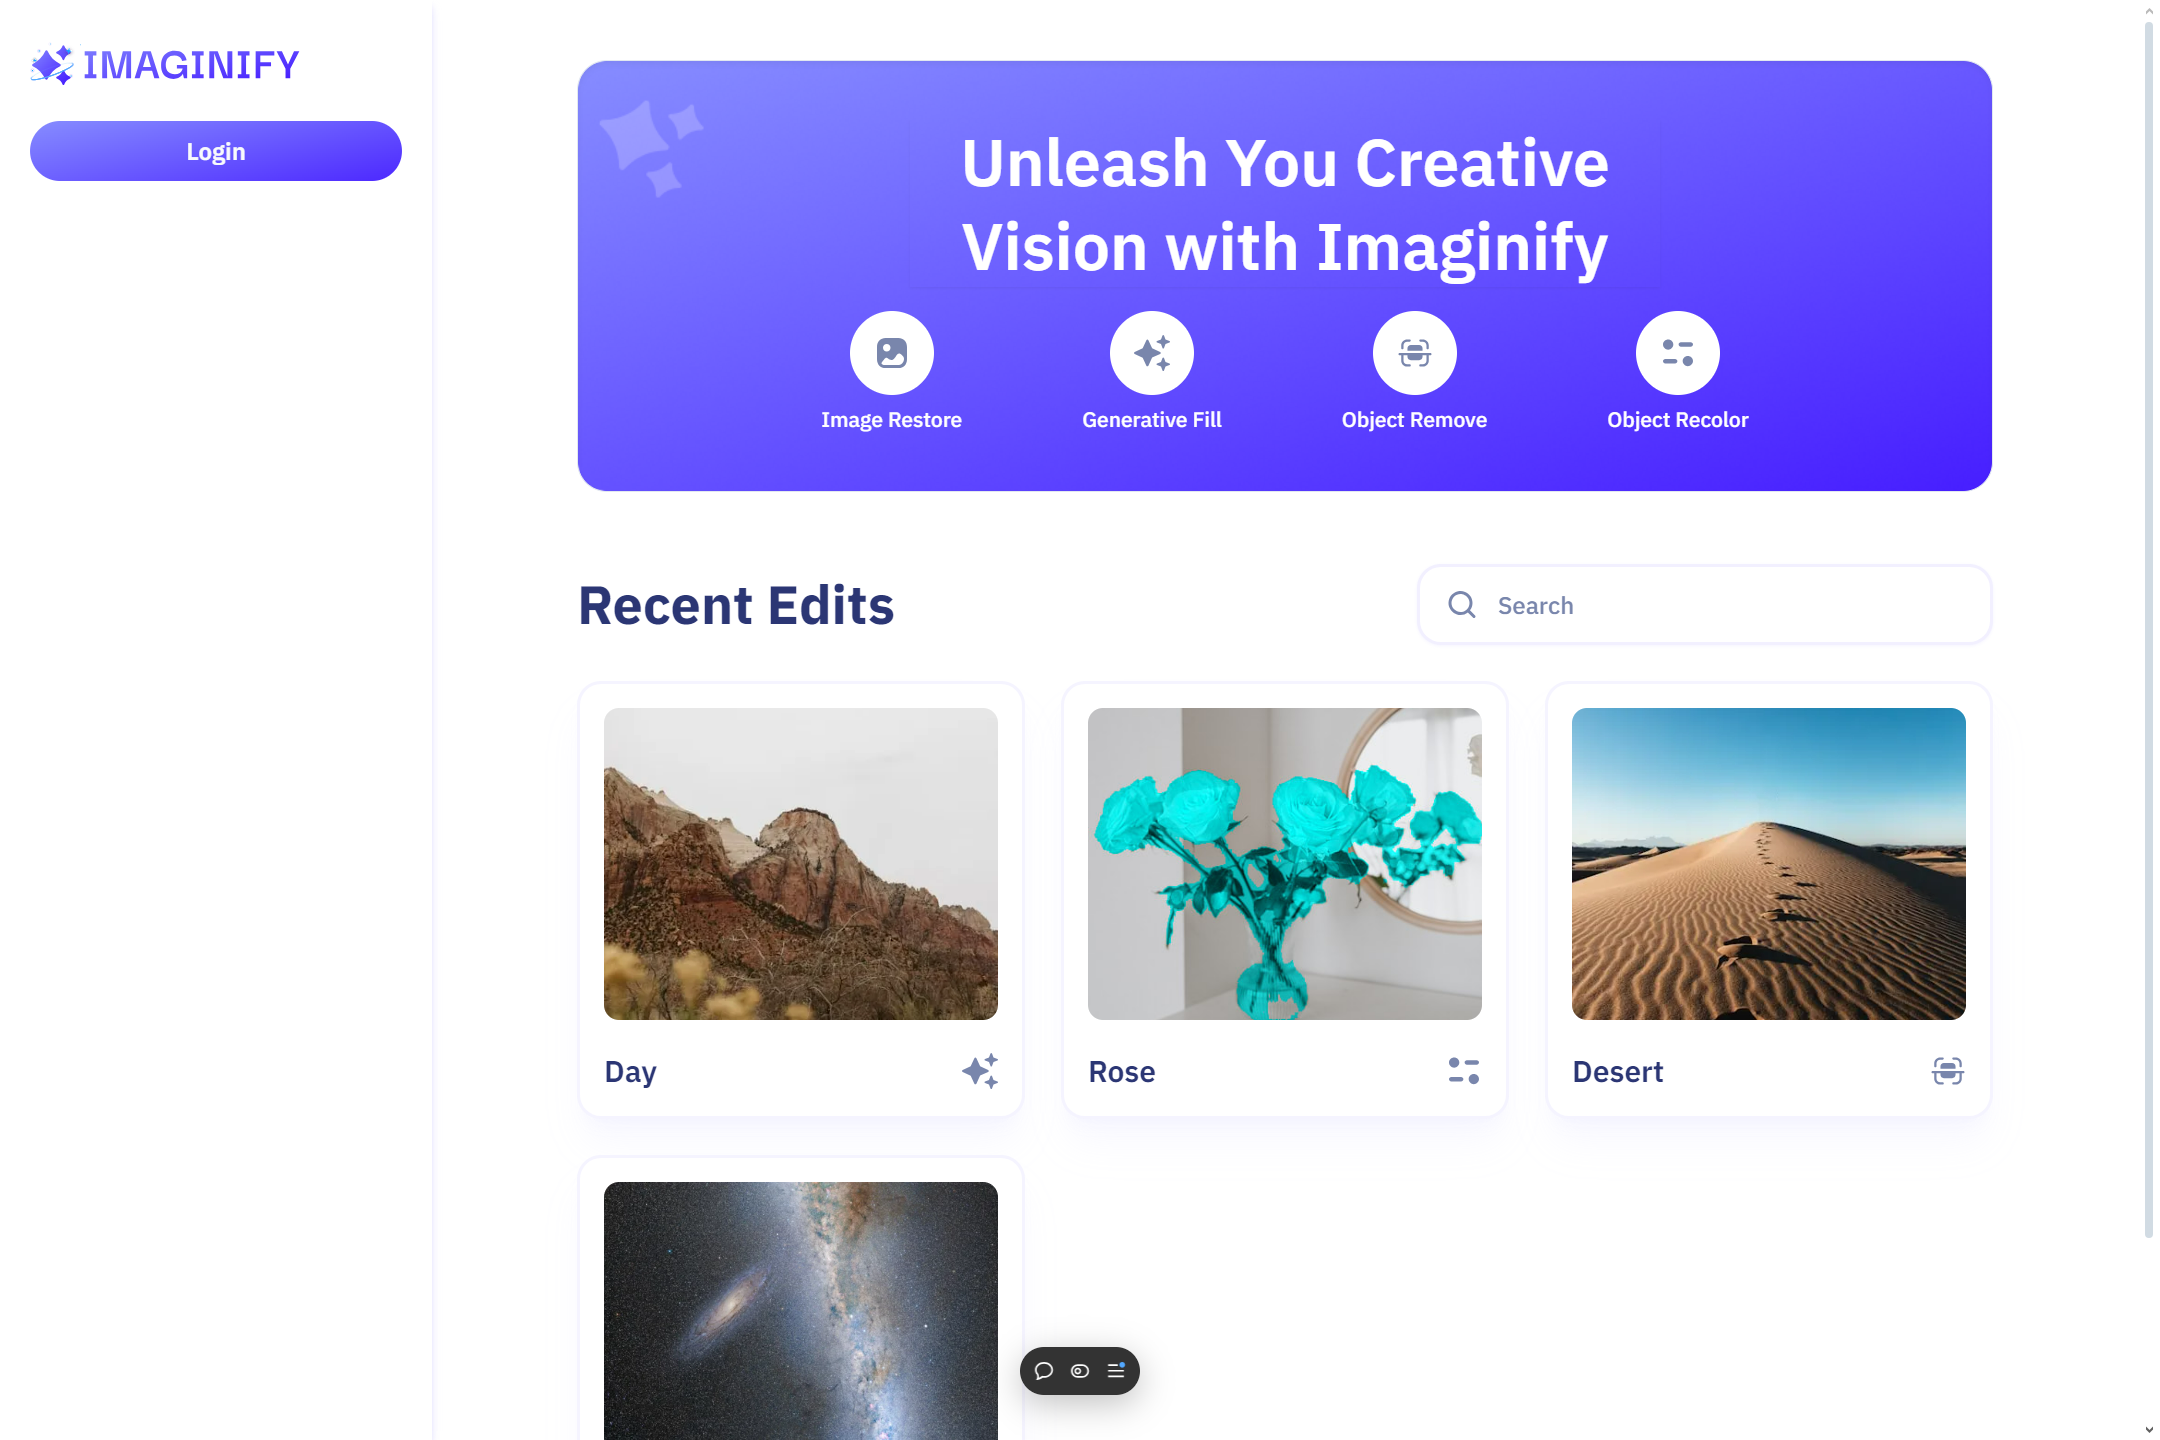 IMAGINIFY
Login
Unleash You Creative
Vision with Imaginify
Image Restore
Generative Fill
Object Remove
Object Recolor
Recent Edits
Search
Day
Rose
Desert